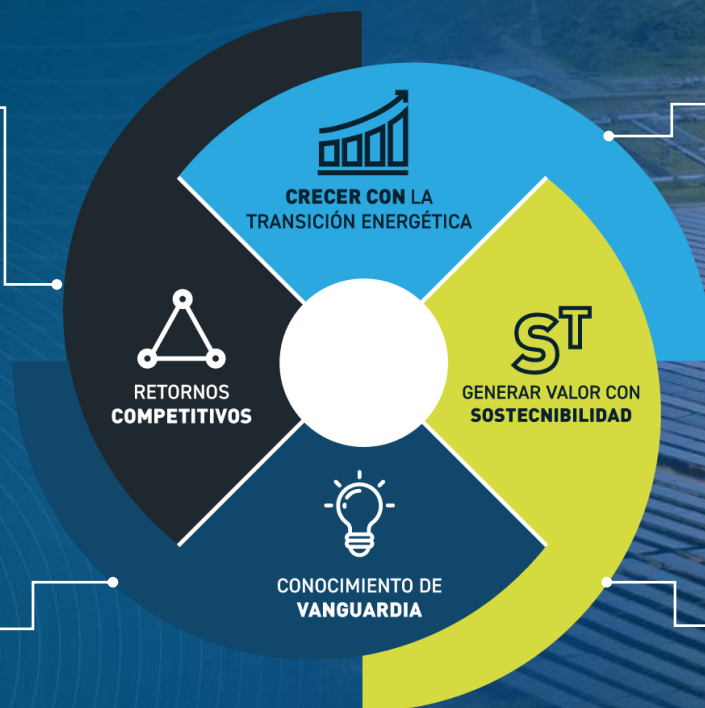 CRECER CON LA
TRANSICIÓN ENERGÉTICA
ST
GENERAR VALOR CON
SOSTECNIBILIDAD
RETORNOS
COMPETITIVOS
CONOCIMIENTO DE
VANGUARDIA